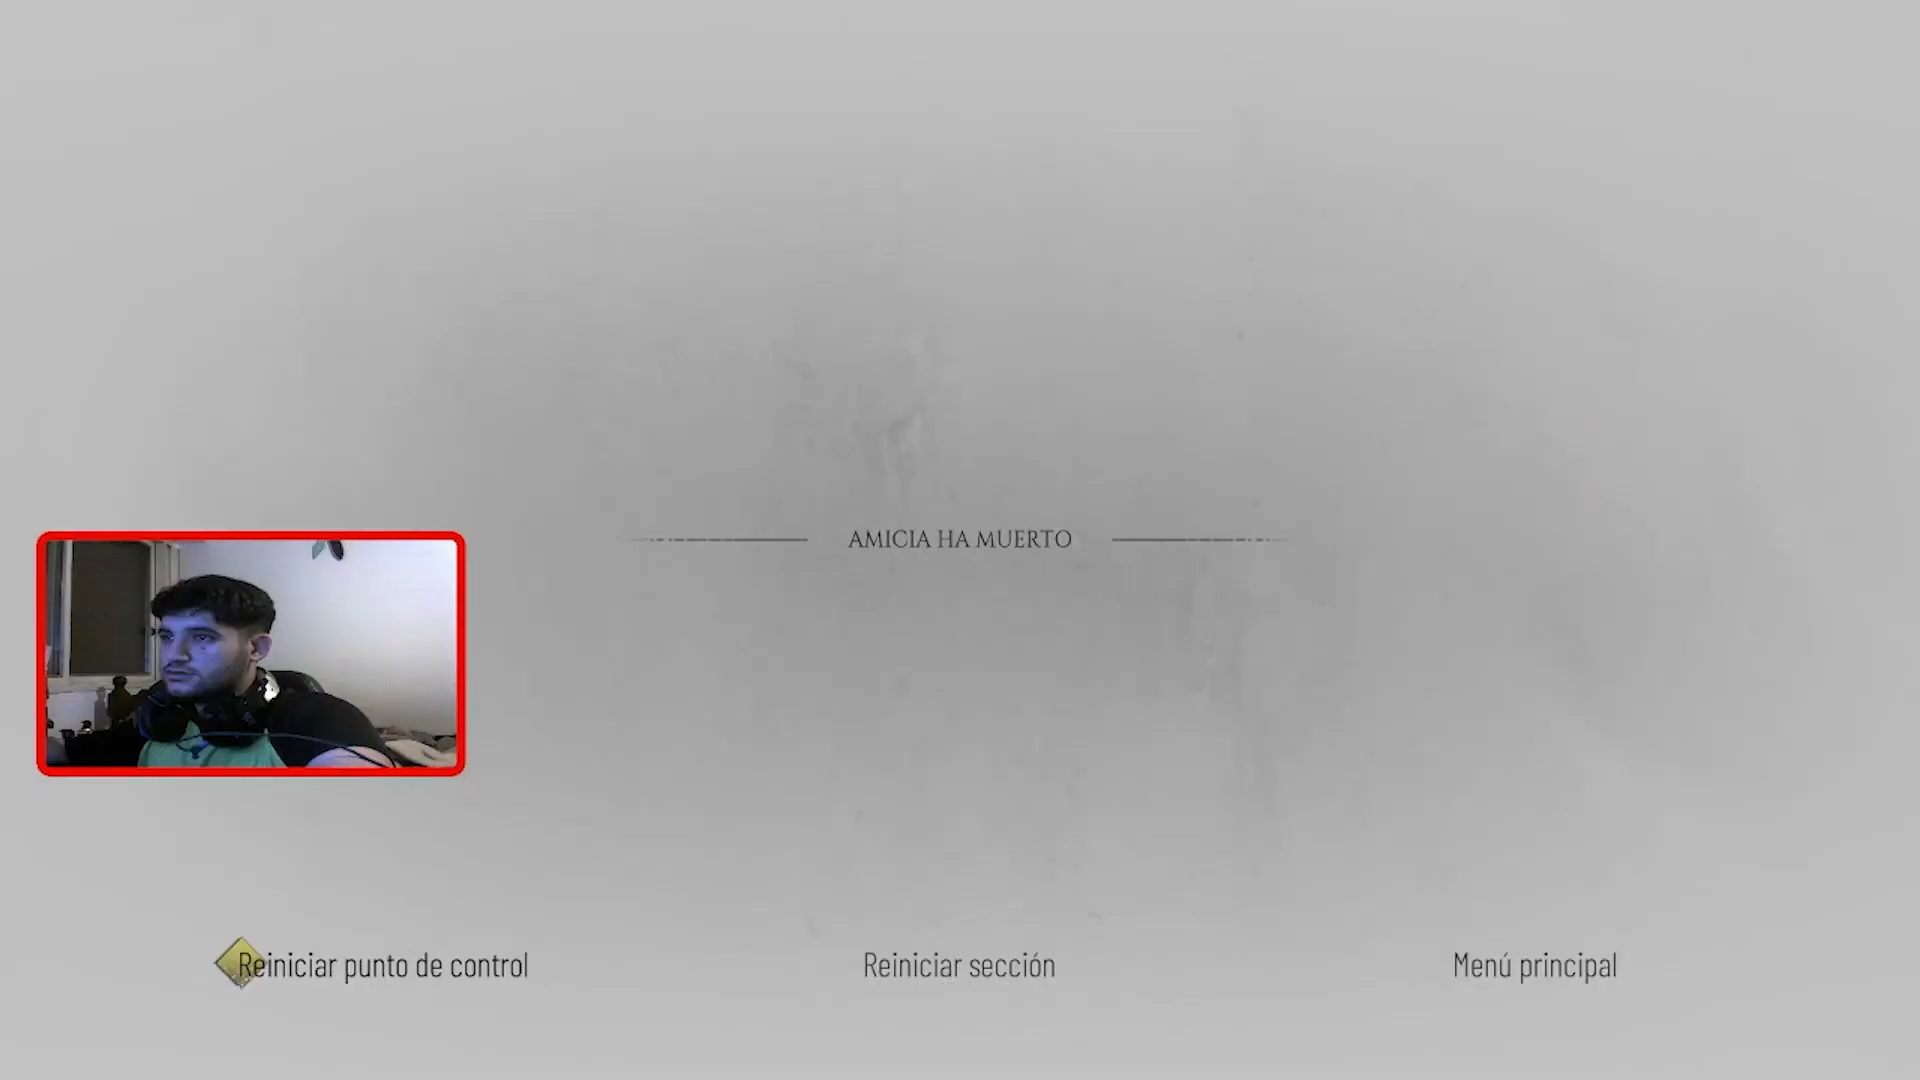 AMICIA HA MUERTO
Reiniciar punto de control
Reiniciar sección
Menú principal